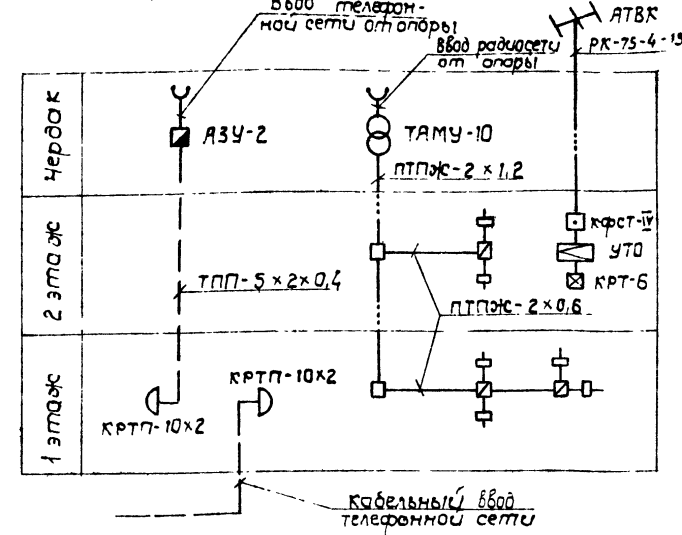 ввод телефон-
ной сети от опоры
АТВК
ввод радиосети
от опоры
РК-75-4-15
Чердак
АЗУ-2
ТАМУ-10
ПТПЖ-2×1,2
2 этаж
КФСТ-IV
УТО
КРТ-6
ТПП-5×2×0,4
ПТПЖ-2×0,6
1 этаж
КРТП-10×2
КРТП-10×2
кабельный ввод
телефонной сети